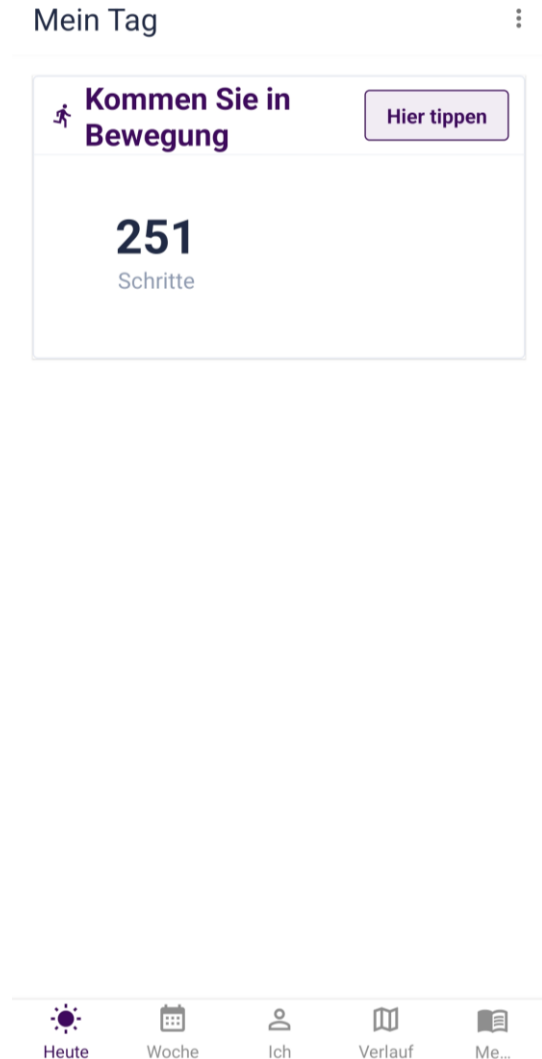 Mein Tag
Kommen Sie in
Bewegung
Hier tippen
251
Schritte
Heute
Woche
Ich
Verlauf
Me...